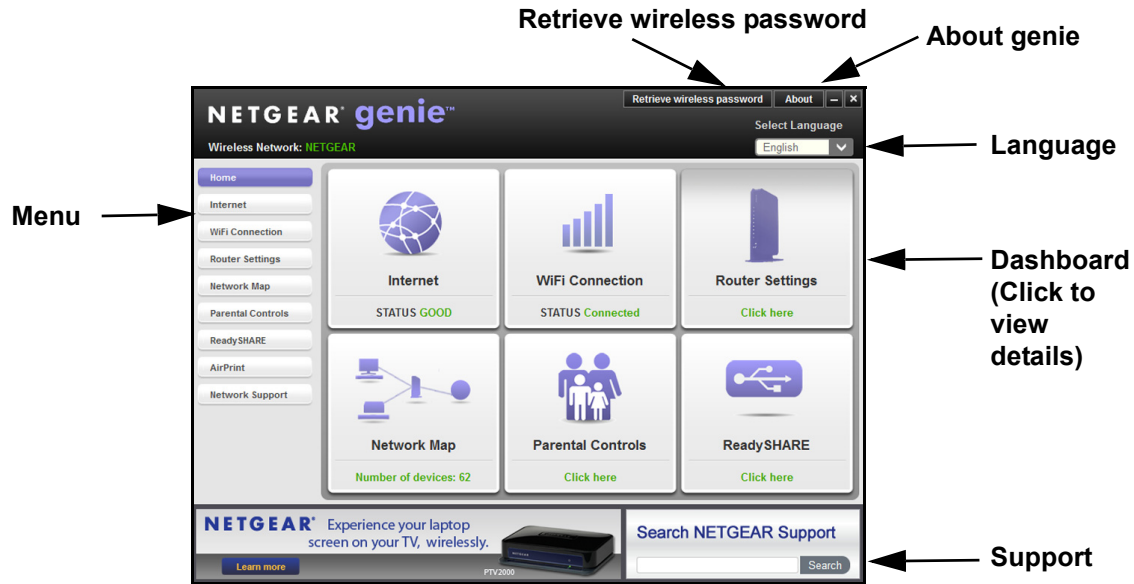 Retrieve wireless password
About genie
NETGEAR® genie™
Retrieve wireless password
About
Select Language
English
Wireless Network: NETGEAR
Language
Menu
Home
Internet
WiFi Connection
Router Settings
Network Map
Parental Controls
ReadySHARE
AirPrint
Network Support
Internet
STATUS GOOD
WiFi Connection
STATUS Connected
Router Settings
Click here
Dashboard
(Click to
view
details)
Network Map
Number of devices: 62
Parental Controls
Click here
ReadySHARE
Click here
NETGEAR® Experience your laptop
screen on your TV, wirelessly.
Learn more
NETGEAR
PTV2000
Search NETGEAR Support
Search
Support